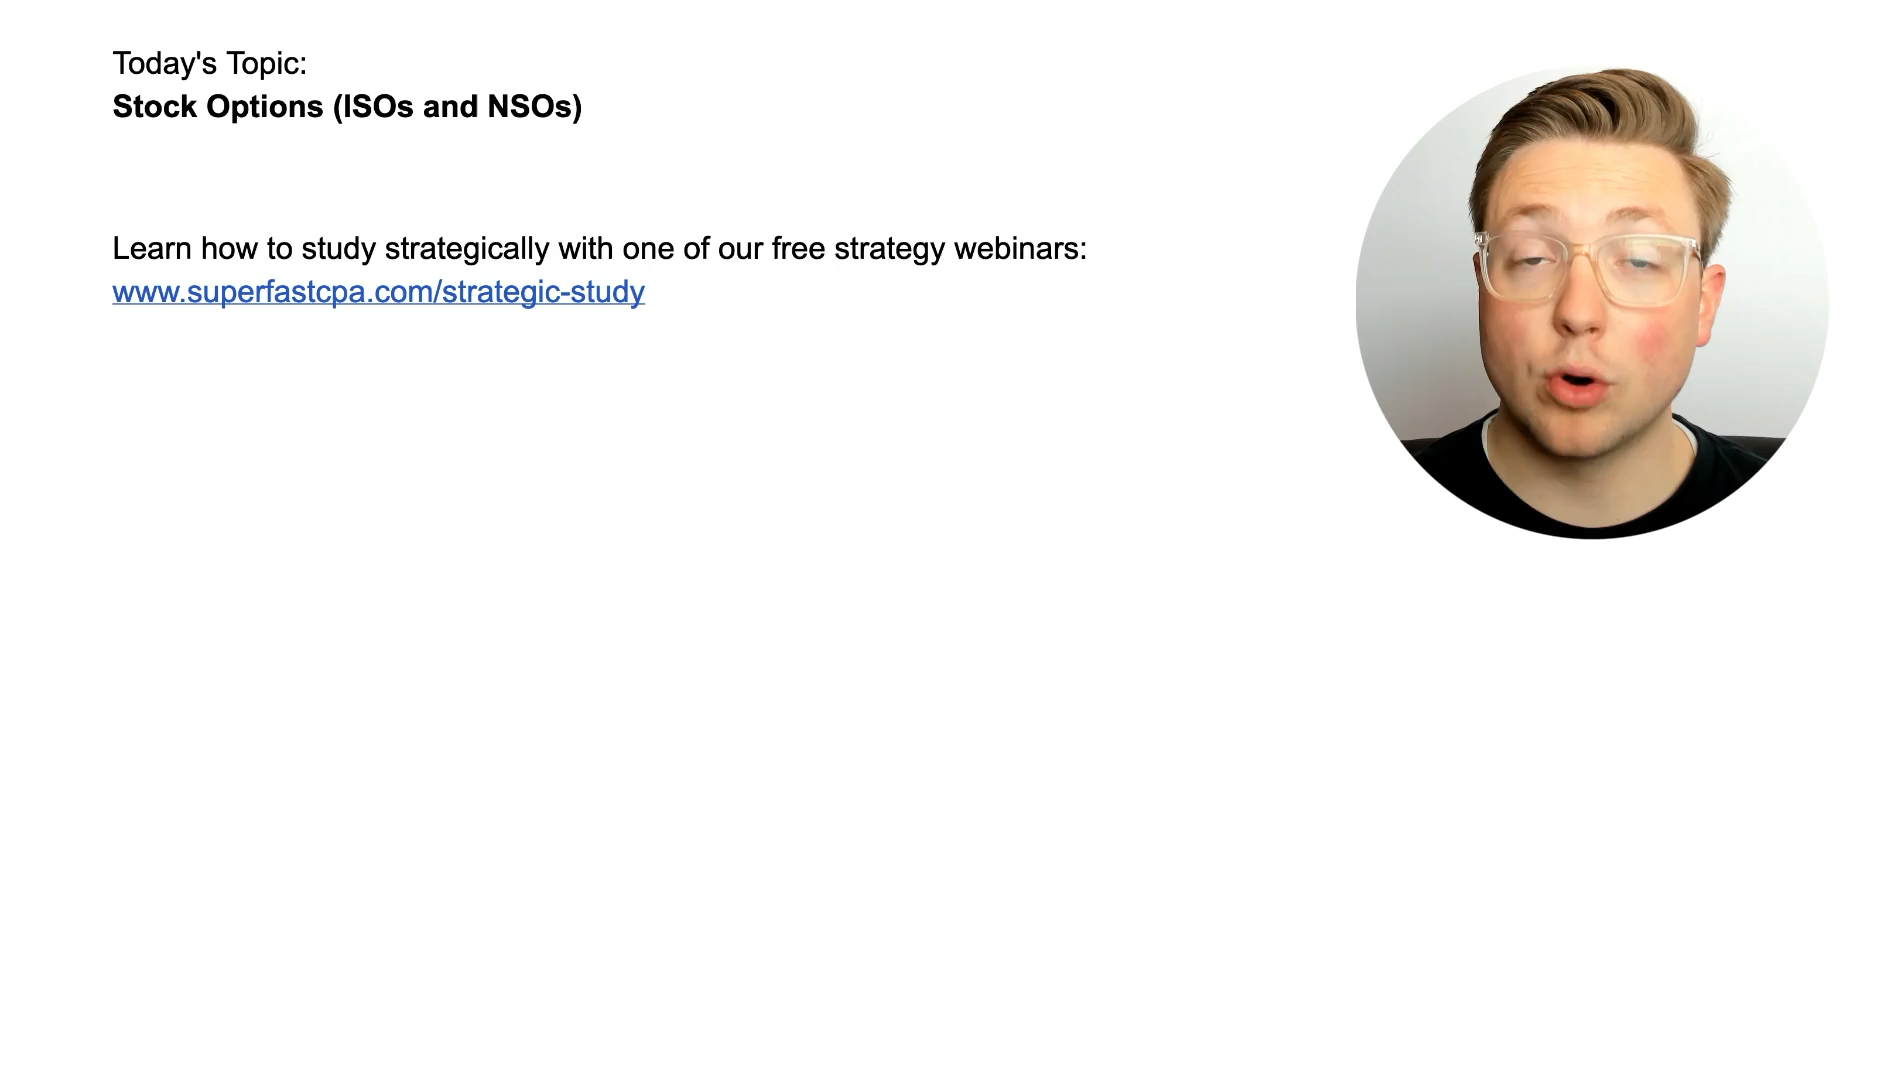 Today's Topic:
Stock Options (ISOs and NSOs)
Learn how to study strategically with one of our free strategy webinars:
www.superfastcpa.com/strategic-study